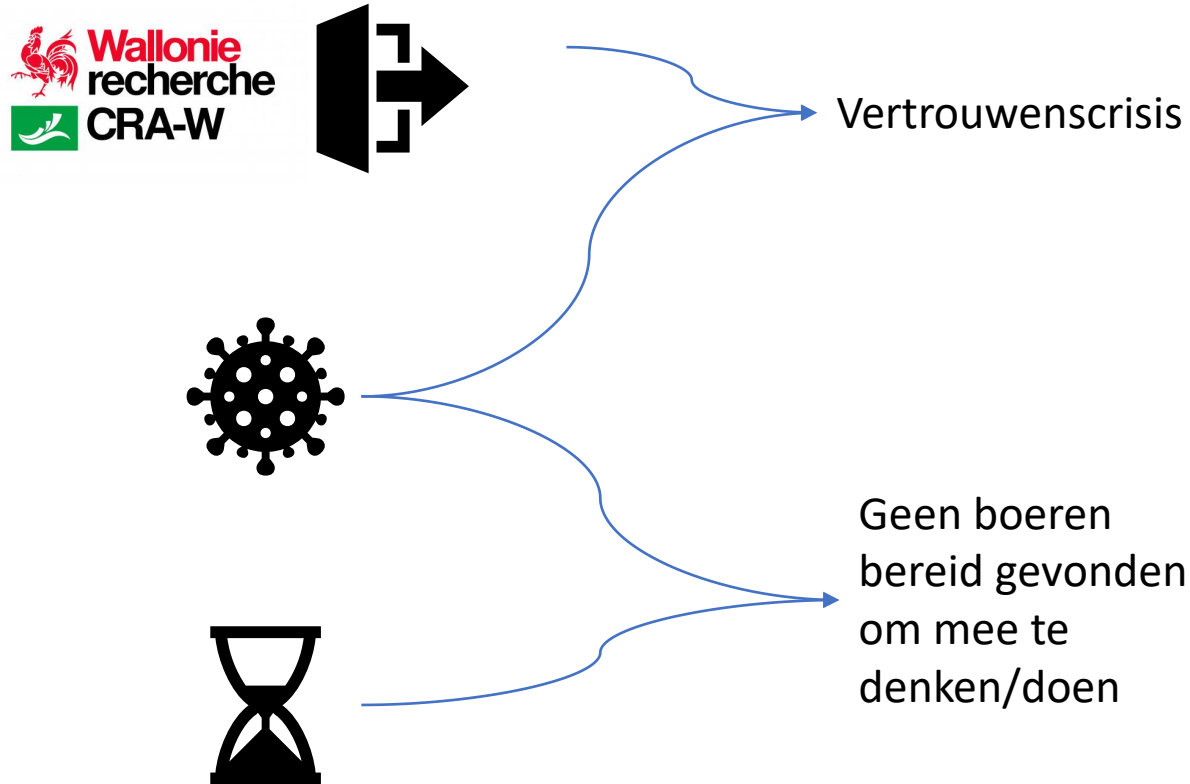 Wallonie
recherche
CRA-W
Vertrouwenscrisis
Geen boeren
bereid gevonden
om mee te
denken/doen